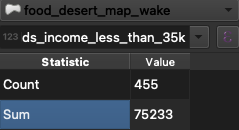 food_desert_map_wake
123 ds_income_less_than_35k
Statistic Value
Count 455
Sum 75233